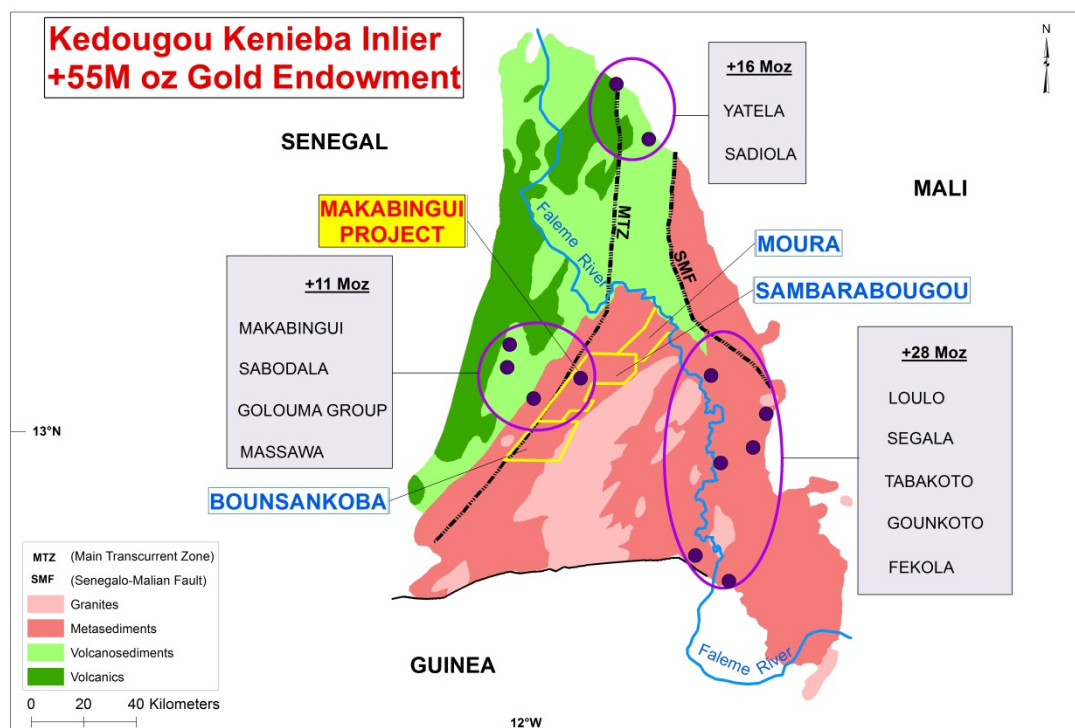 Kedougou Kenieba Inlier
+55M oz Gold Endowment
N
+16 Moz
YATELA
SADIOLA
SENEGAL
MALI
MAKABINGUI
PROJECT
Faleme River
MTZ
SMF
MOURA
SAMBARABOUGOU
+11 Moz
MAKABINGUI
SABODALA
GOLOUMA GROUP
MASSAWA
+28 Moz
LOULO
SEGALA
TABAKOTO
GOUNKOTO
FEKOLA
13°N
BOUNSANKOBA
MTZ (Main Transcurrent Zone)
SMF (Senegalo-Malian Fault)
Granites
Metasediments
Volcanosediments
Volcanics
0 20 40 Kilometers
GUINEA
Faleme River
12°W